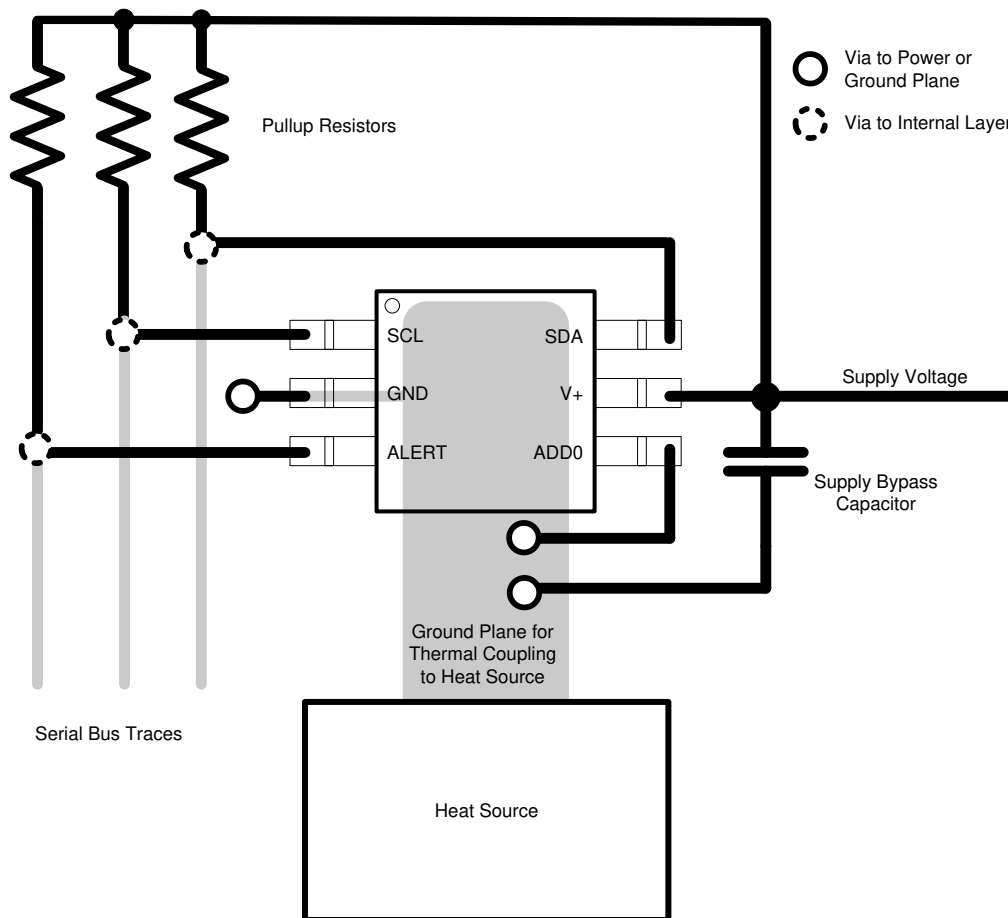 Via to Power or
Ground Plane
Via to Internal Layer
Pullup Resistors
SCL
SDA
GND
V+
ALERT
ADD0
Supply Voltage
Supply Bypass
Capacitor
Ground Plane for
Thermal Coupling
to Heat Source
Serial Bus Traces
Heat Source